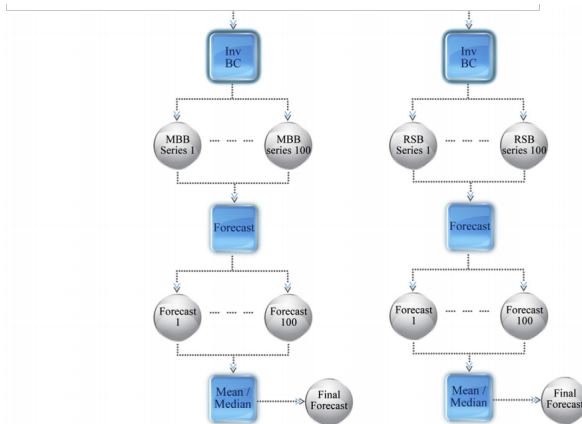 Inv
BC
MBB
Series 1
MBB
series 100
Forecast
Forecast
1
Forecast
100
Mean /
Median
Final
Forecast
Inv
BC
RSB
Series 1
RSB
series 100
Forecast
Forecast
1
Forecast
100
Mean /
Median
Final
Forecast